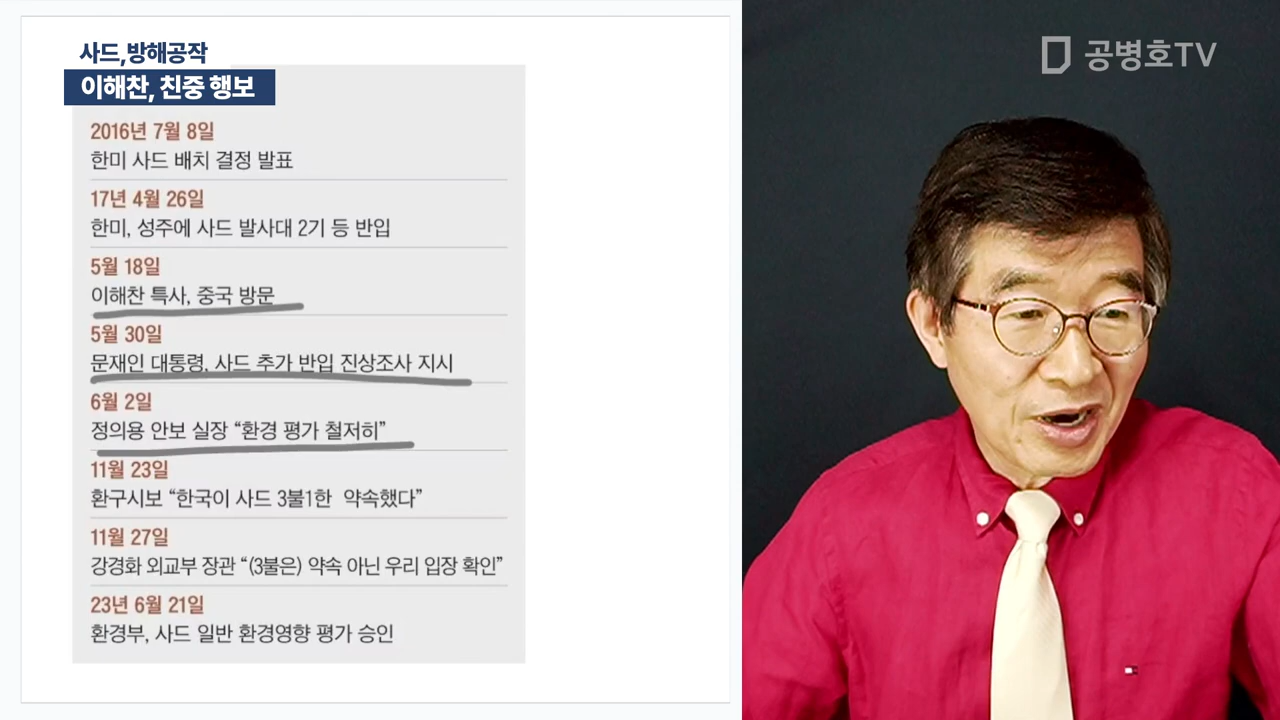 사드,방해공작
이해찬, 친중 행보
2016년 7월 8일
한미 사드 배치 결정 발표
17년 4월 26일
한미, 성주에 사드 발사대 2기 등 반입
5월 18일
이해찬 특사, 중국 방문
5월 30일
문재인 대통령, 사드 추가 반입 진상조사 지시
6월 2일
정의용 안보 실장 “환경 평가 철저히”
11월 23일
환구시보 “한국이 사드 3불1한 약속했다”
11월 27일
강경화 외교부 장관 “(3불은) 약속 아닌 우리 입장 확인”
23년 6월 21일
환경부, 사드 일반 환경영향 평가 승인
공병호TV